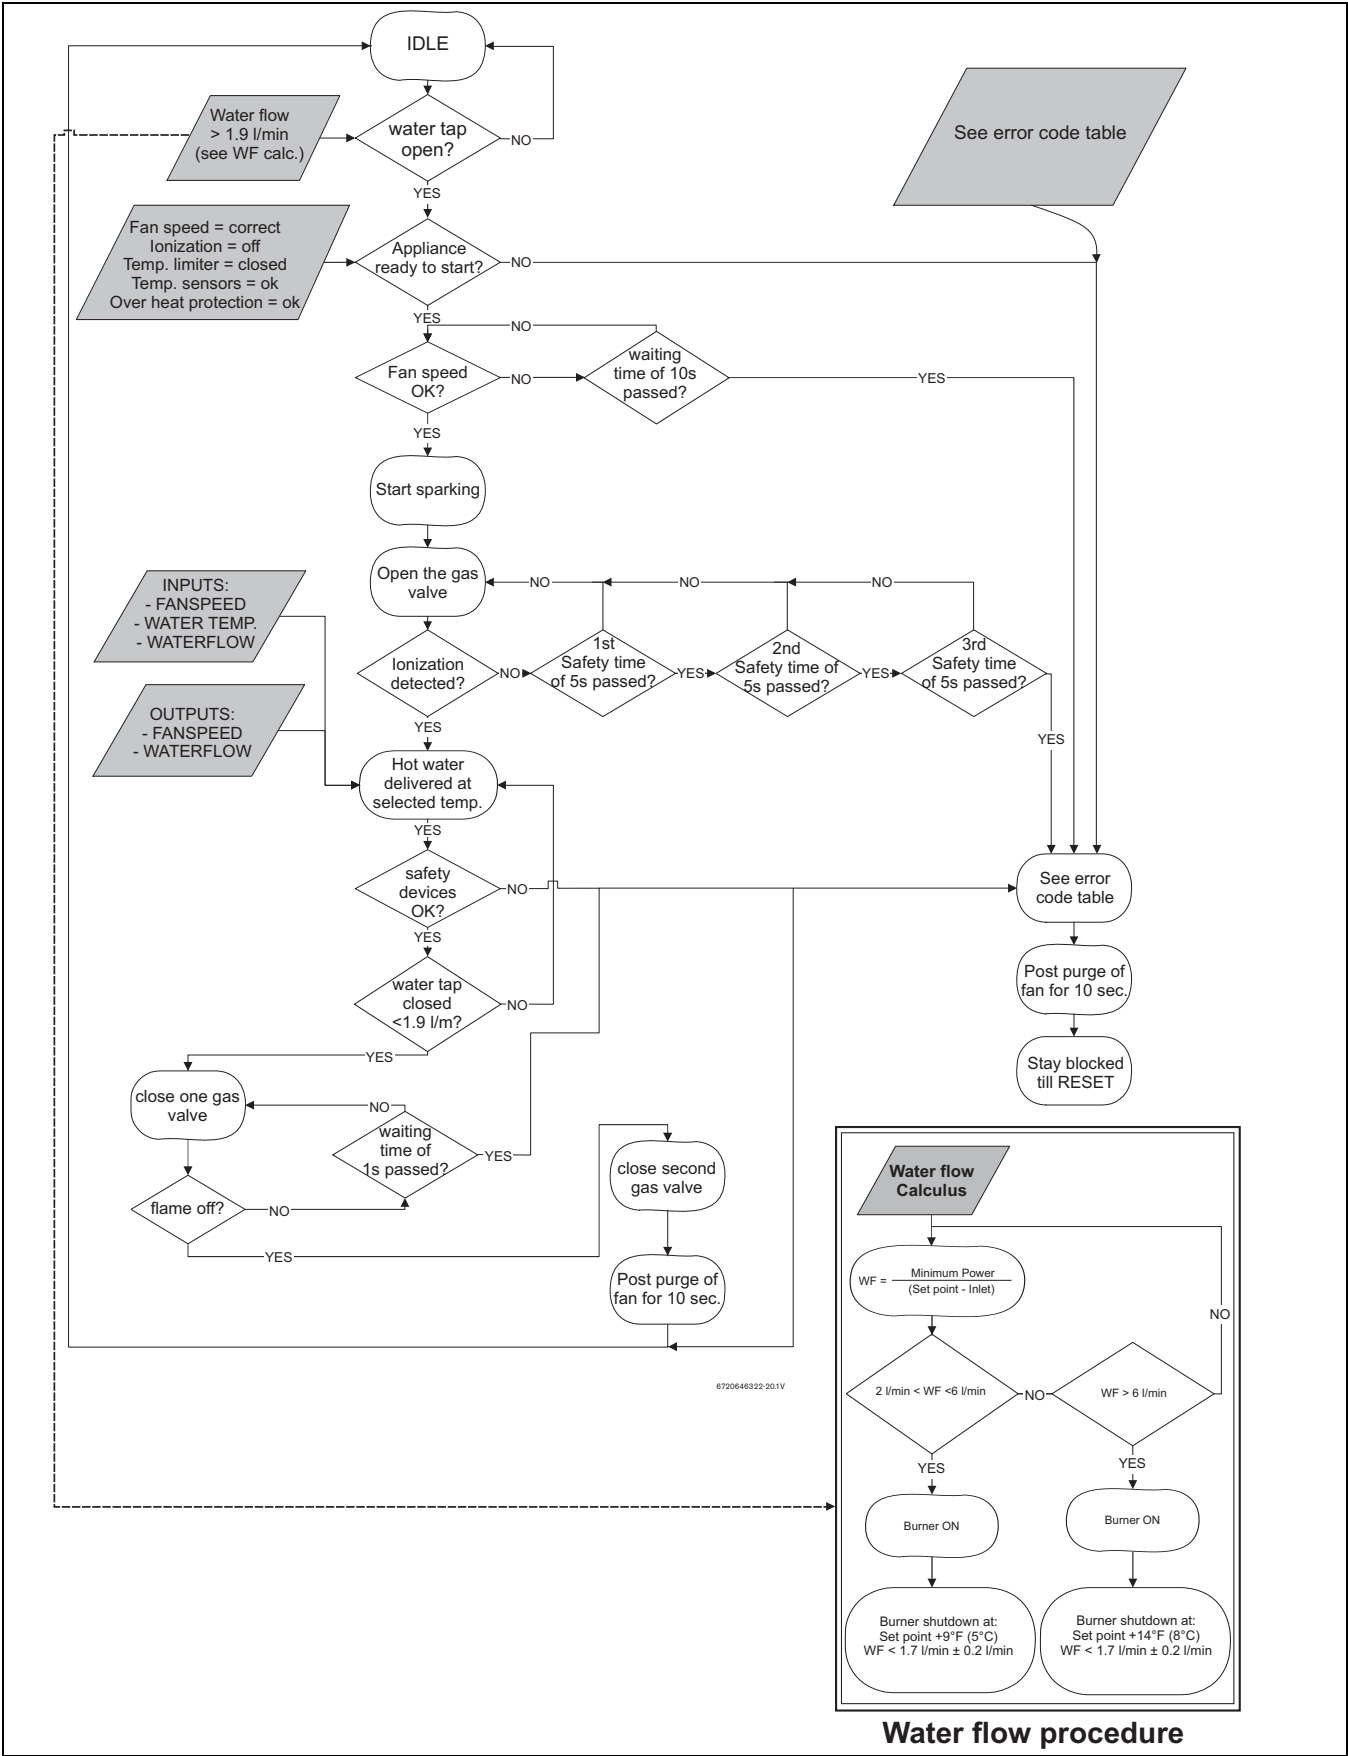 IDLE
Water flow
> 1.9 l/min
(see WF calc.)
water tap
open?
NO
See error code table
YES
Fan speed = correct
Ionization = off
Temp. limiter = closed
Temp. sensors = ok
Over heat protection = ok
Appliance
ready to start?
NO
YES
NO
Fan speed
OK?
NO
waiting
time of 10s
passed?
YES
YES
Start sparking
Open the gas
valve
NO
NO
NO
INPUTS:
- FANSPEED
- WATER TEMP.
- WATERFLOW
Ionization
detected?
NO
1st
Safety time
of 5s passed?
YES
2nd
Safety time of
5s passed?
YES
3rd
Safety time
of 5s passed?
YES
YES
OUTPUTS:
- FANSPEED
- WATERFLOW
Hot water
delivered at
selected temp.
YES
safety
devices
OK?
NO
See error
code table
YES
water tap
closed
<1.9 l/m?
NO
Post purge of
fan for 10 sec.
YES
Stay blocked
till RESET
close one gas
valve
NO
waiting
time of
1s passed?
YES
close second
gas valve
flame off?
NO
YES
Post purge of
fan for 10 sec.
6720646322-20.1V
Water flow
Calculus
WF =
Minimum Power
(Set point - Inlet)
NO
2 l/min < WF <6 l/min
NO
WF > 6 l/min
YES
YES
Burner ON
Burner ON
Burner shutdown at:
Set point +9°F (5°C)
WF < 1.7 l/min ± 0.2 l/min
Burner shutdown at:
Set point +14°F (8°C)
WF < 1.7 l/min ± 0.2 l/min
Water flow procedure